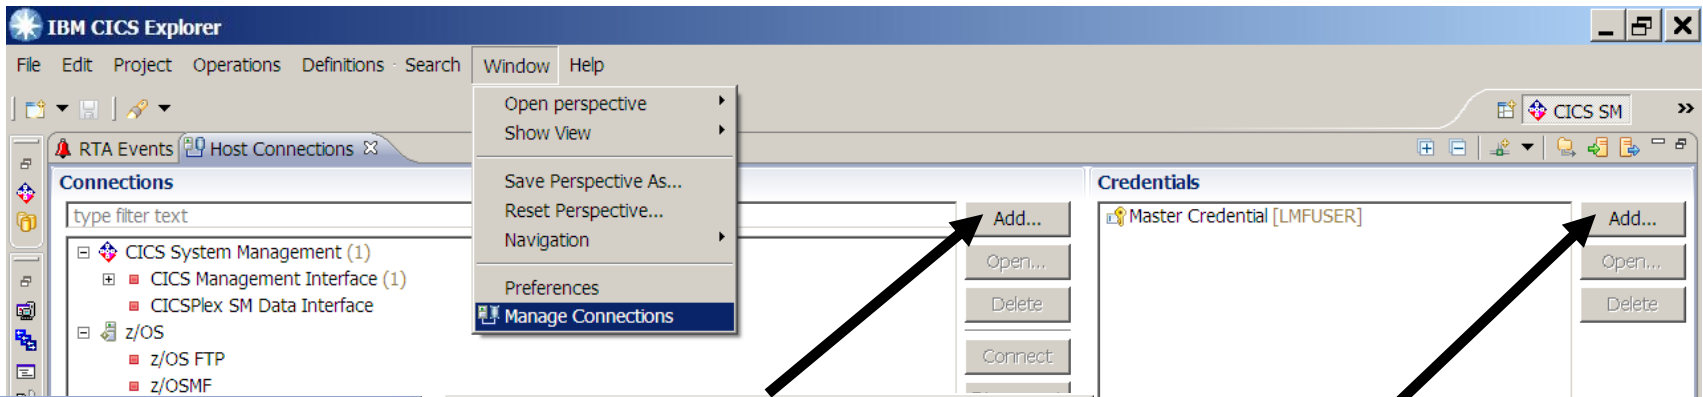 IBM CICS Explorer
File Edit Project Operations Definitions Search Window Help
Open perspective
Show View
Save Perspective As...
Reset Perspective...
Navigation
Preferences
Manage Connections
CICS SM
RTA Events Host Connections
Connections
type filter text
CICS System Management (1)
CICS Management Interface (1)
CICSPlex SM Data Interface
z/OS
z/OS FTP
z/OSMF
Add...
Open...
Delete
Connect
Credentials
Master Credential [LMFUSER]
Add...
Open...
Delete